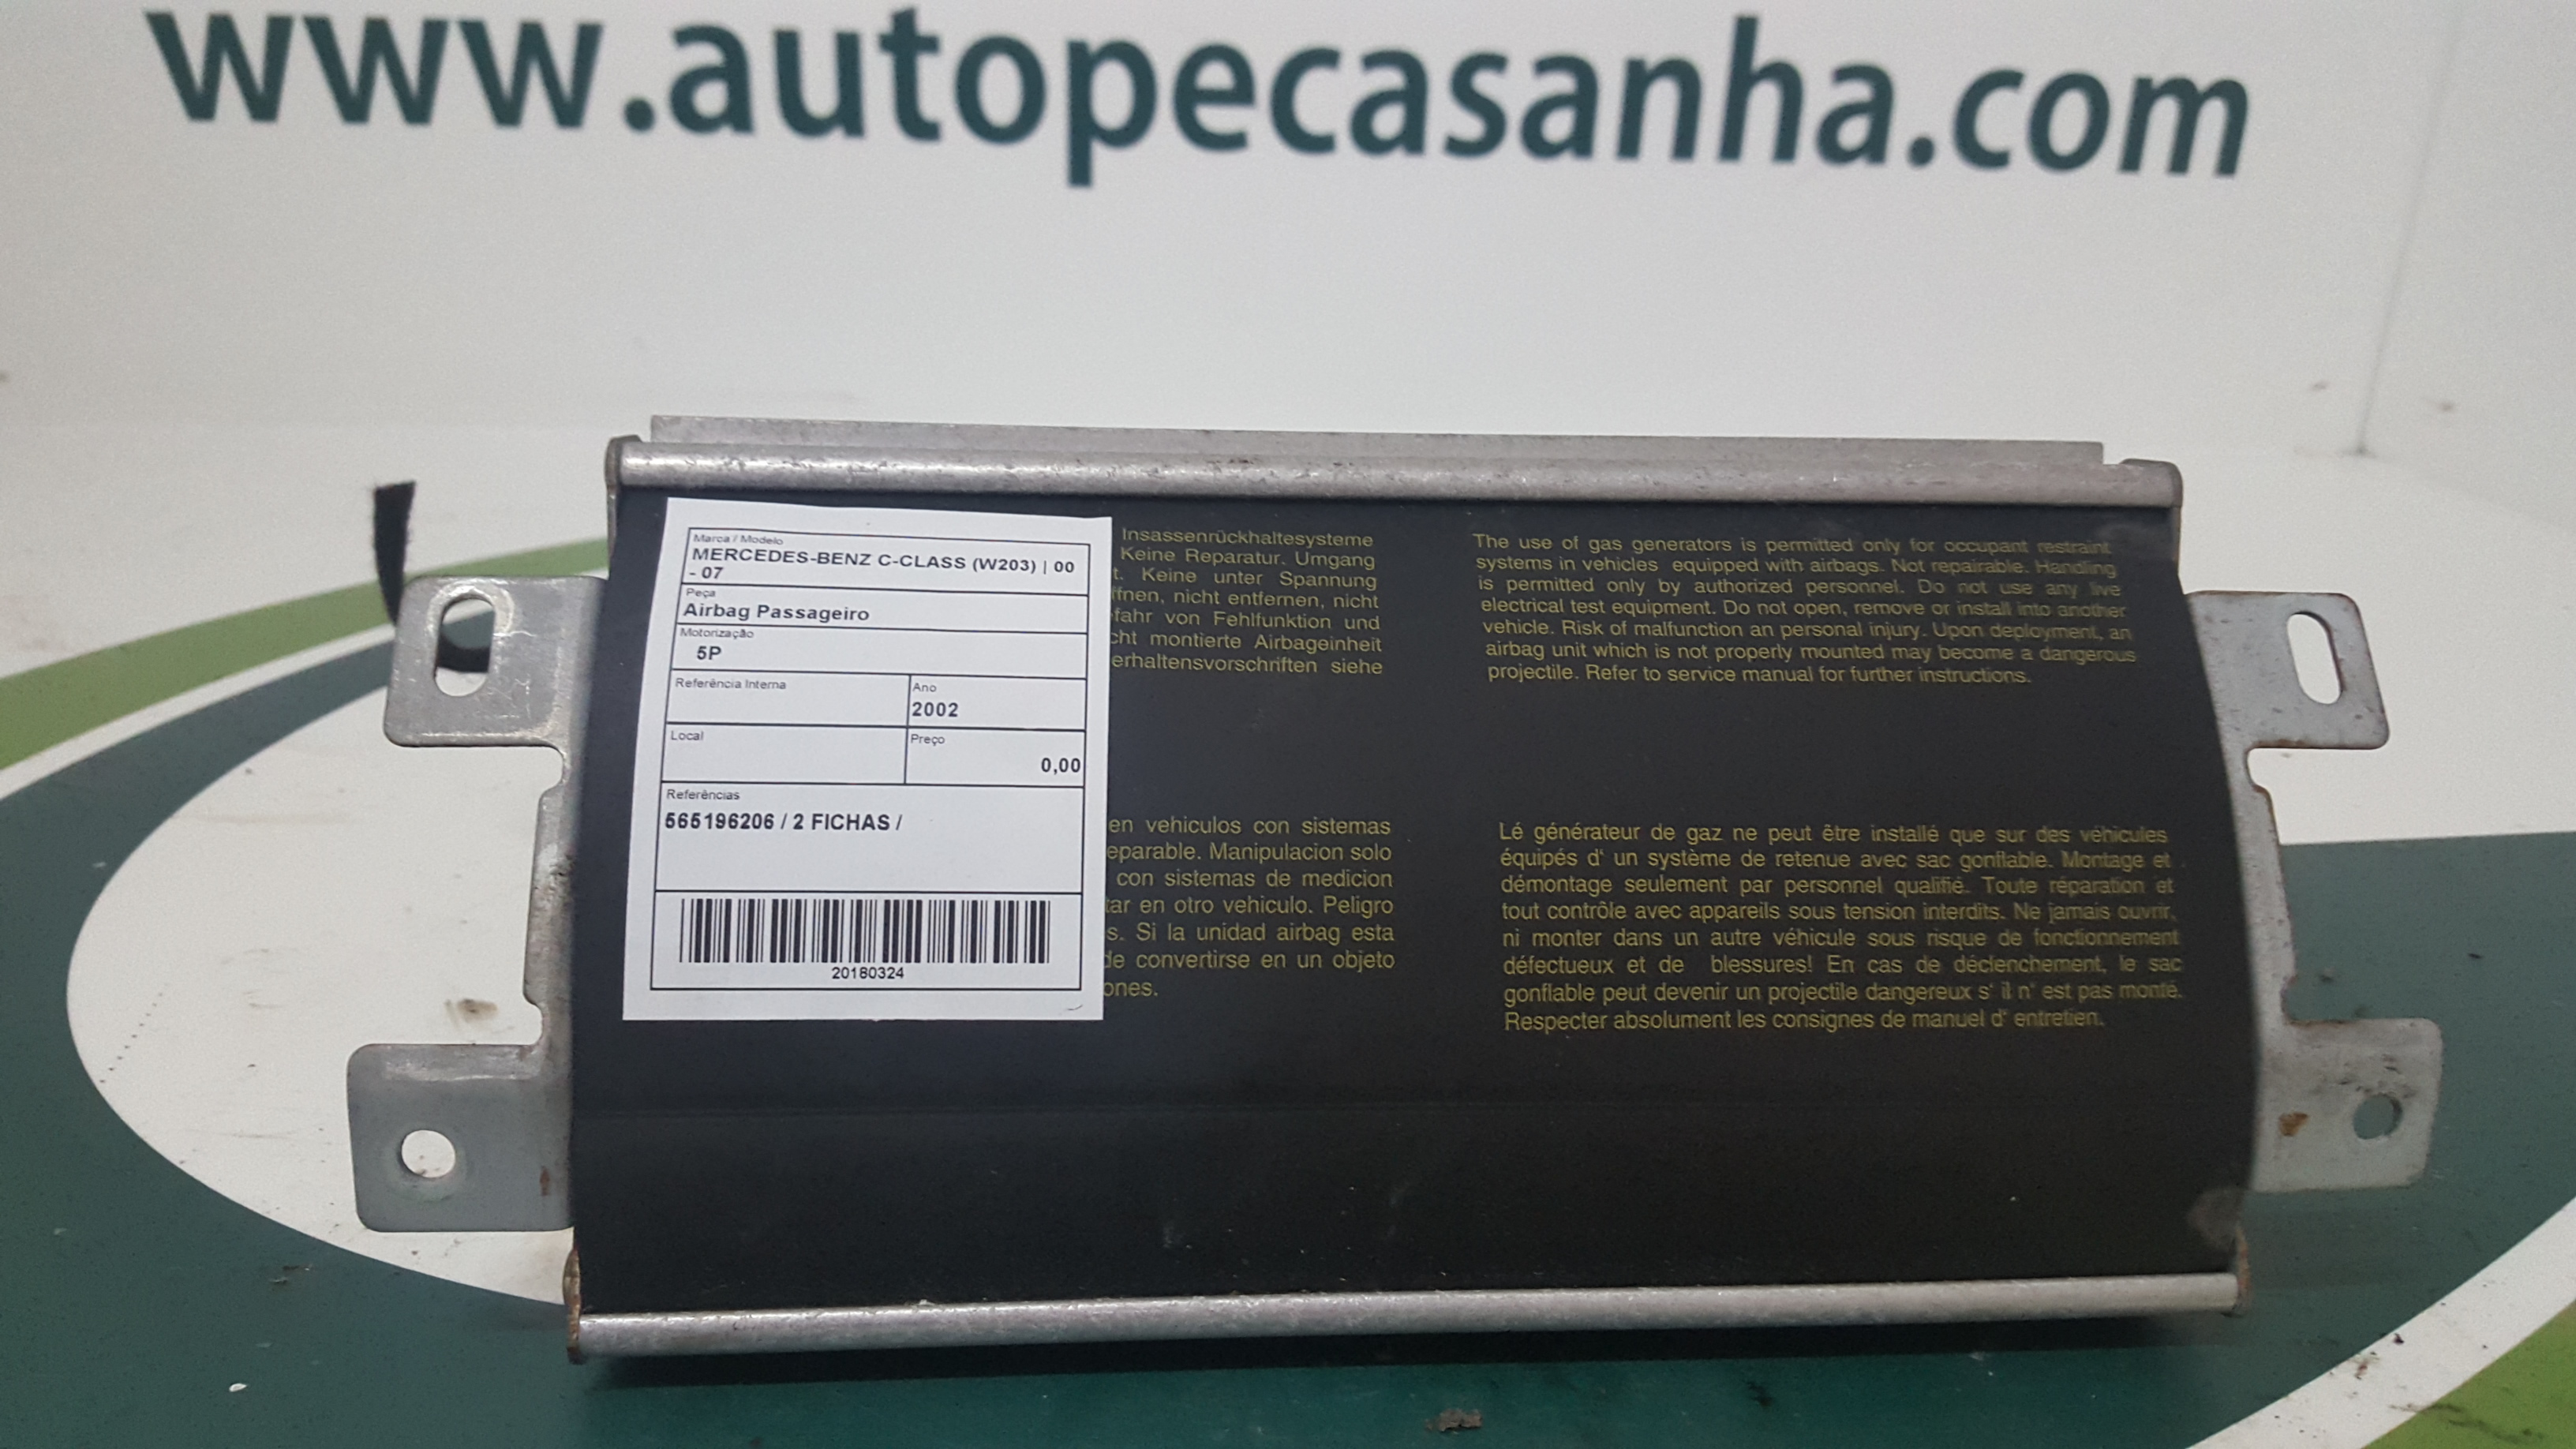 www.autopecasanha.com
Marca / Modelo
MERCEDES-BENZ C-CLASS (W203) | 00
- 07
Peça
Airbag Passageiro
Motorização
5P
Referência Interna
Ano
2002
Local
Preço
0,00
Referências
565196206 / 2 FICHAS /
20180324
Insassenrückhaltesysteme
Keine Reparatur. Umgang
t. Keine unter Spannung
ffnen, nicht entfernen, nicht
fahr von Fehlfunktion und
cht montierte Airbageinheit
erhaltensvorschriften siehe
The use of gas generators is permitted only for occupant restraint
systems in vehicles equipped with airbags. Not repairable. Handling
is permitted only by authorized personnel. Do not use any live
electrical test equipment. Do not open, remove or install into another
vehicle. Risk of malfunction an personal injury. Upon deployment, an
airbag unit which is not properly mounted may become a dangerous
projectile. Refer to service manual for further instructions.
en vehiculos con sistemas
eparable. Manipulacion solo
con sistemas de medicion
tar en otro vehiculo. Peligro
s. Si la unidad airbag esta
de convertirse en un objeto
ones.
Lé générateur de gaz ne peut être installé que sur des véhicules
équipés d' un système de retenue avec sac gonflable. Montage et
démontage seulement par personnel qualifié. Toute réparation et
tout contrôle avec appareils sous tension interdits. Ne jamais ouvrir,
ni monter dans un autre véhicule sous risque de fonctionnement
défectueux et de blessures! En cas de déclenchement, le sac
gonflable peut devenir un projectile dangereux s' il n' est pas monté.
Respecter absolument les consignes de manuel d' entretien.